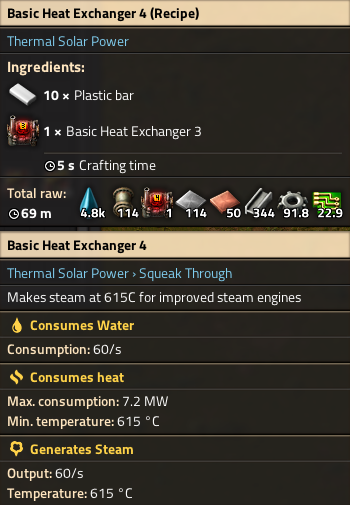 Basic Heat Exchanger 4 (Recipe)
Thermal Solar Power
Ingredients:
10 × Plastic bar
1 × Basic Heat Exchanger 3
5 s Crafting time
Total raw:
69 m 4.8k 114 1 114 50 344 91.8 22.9
Basic Heat Exchanger 4
Thermal Solar Power › Squeak Through
Makes steam at 615C for improved steam engines
Consumes Water
Consumption: 60/s
Consumes heat
Max. consumption: 7.2 MW
Min. temperature: 615 °C
Generates Steam
Output: 60/s
Temperature: 615 °C